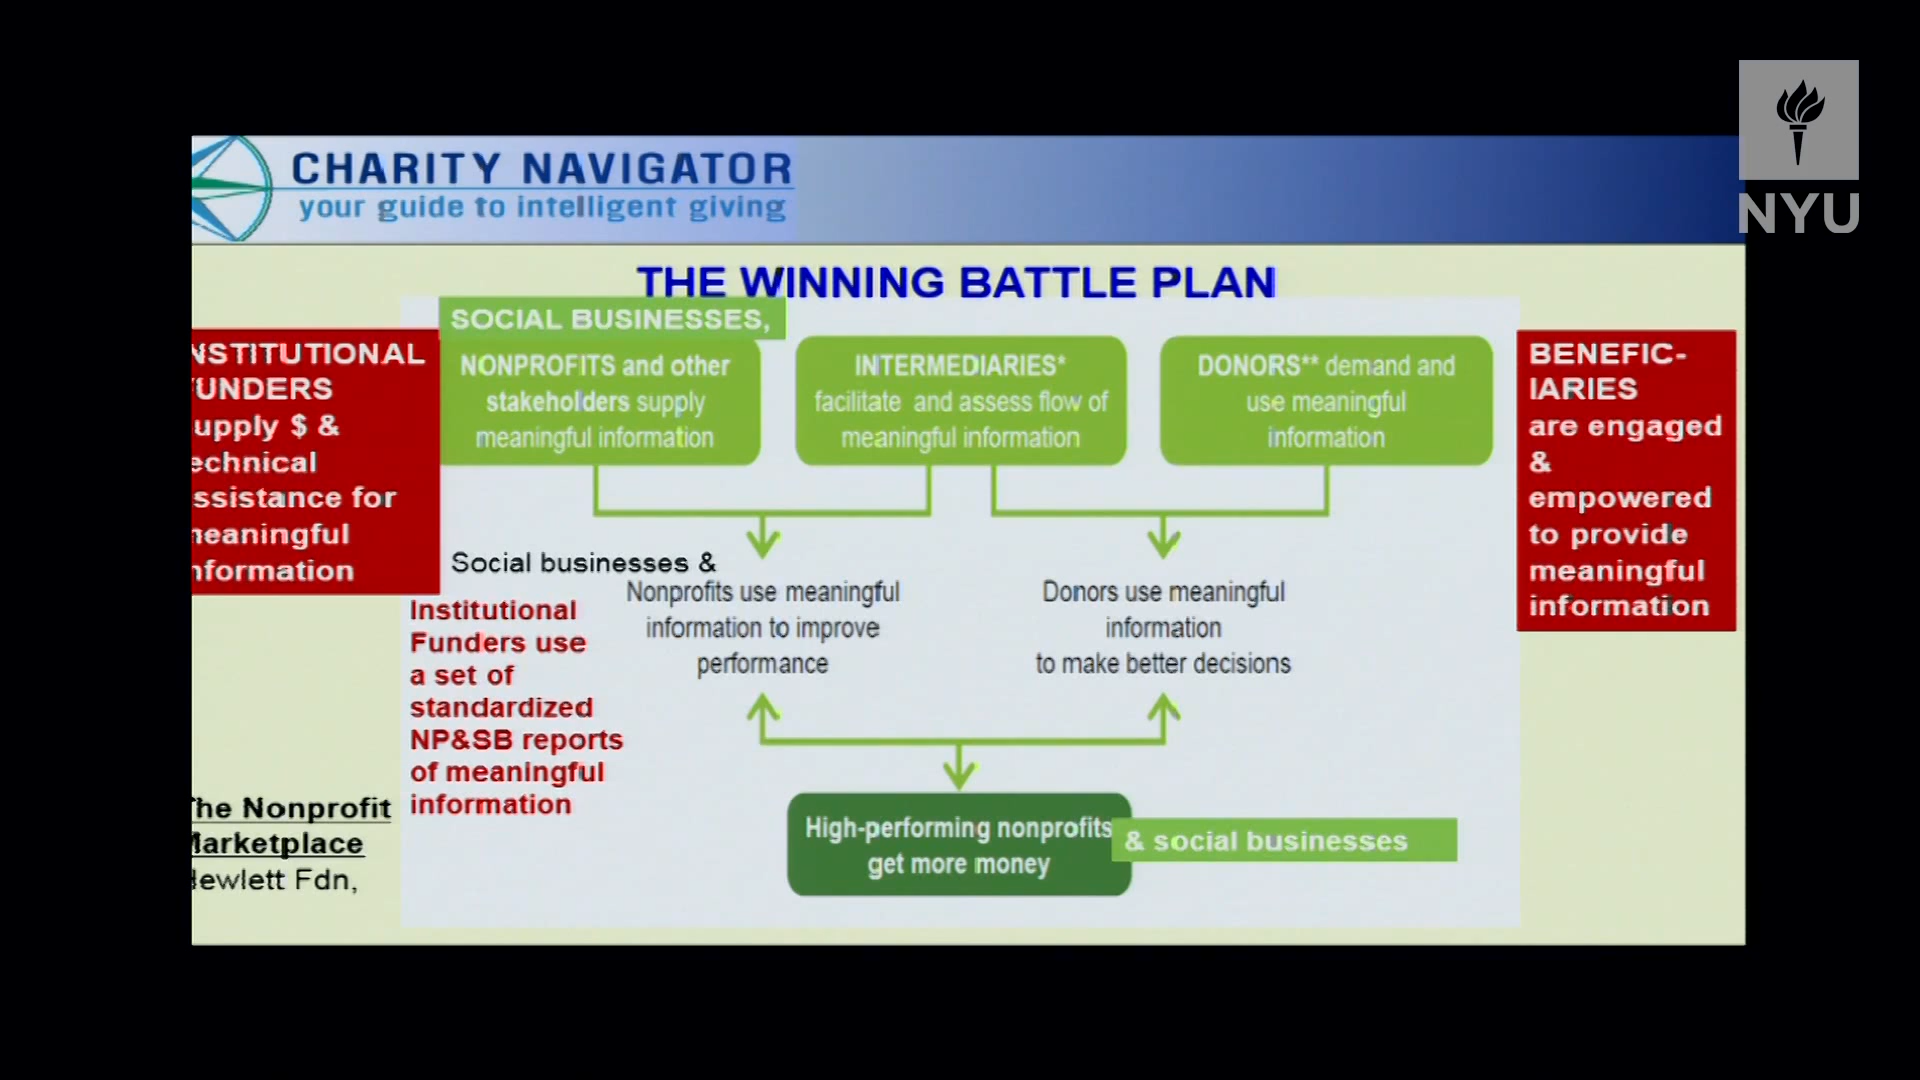 CHARITY NAVIGATOR
your guide to intelligent giving
NYU
THE WINNING BATTLE PLAN
NSTITUTIONAL
UNDERS
upply $ &
echnical
ssistance for
neaningful
nformation
SOCIAL BUSINESSES,
NONPROFITS and other
stakeholders supply
meaningful information
INTERMEDIARIES*
facilitate and assess flow of
meaningful information
DONORS** demand and
use meaningful
information
BENEFIC-
IARIES
are engaged
&
empowered
to provide
meaningful
information
Social businesses &
Nonprofits use meaningful
information to improve
performance
Donors use meaningful
information
to make better decisions
Institutional
Funders use
a set of
standardized
NP&SB reports
of meaningful
information
The Nonprofit
Marketplace
Hewlett Fdn,
High-performing nonprofits
get more money
& social businesses